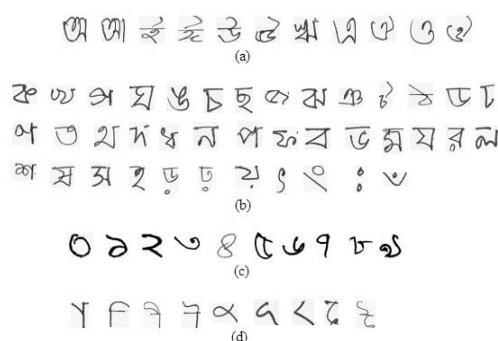 অ আ ই ঈ উ ঊ ঋ এ ঐ ও ঔ
(a)
ক খ গ ঘ ঙ চ ছ জ ঝ ঞ ট ঠ ড ঢ
ণ ত থ দ ধ ন প ফ ব ভ ম য র ল
শ ষ স হ ড় ঢ় য় ৎ ং ঃ ঁ
(b)
০ ১ ২ ৩ ৪ ৫ ৬ ৭ ৮ ৯
(c)
(d)